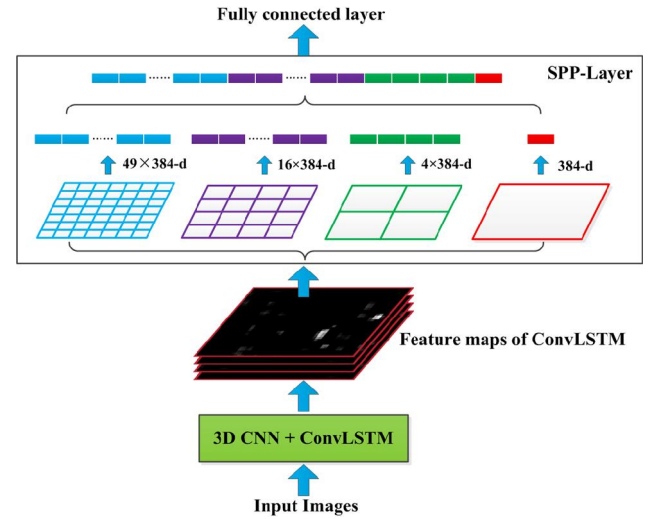 Fully connected layer
SPP-Layer
49×384-d
16×384-d
4×384-d
384-d
Feature maps of ConvLSTM
3D CNN + ConvLSTM
Input Images